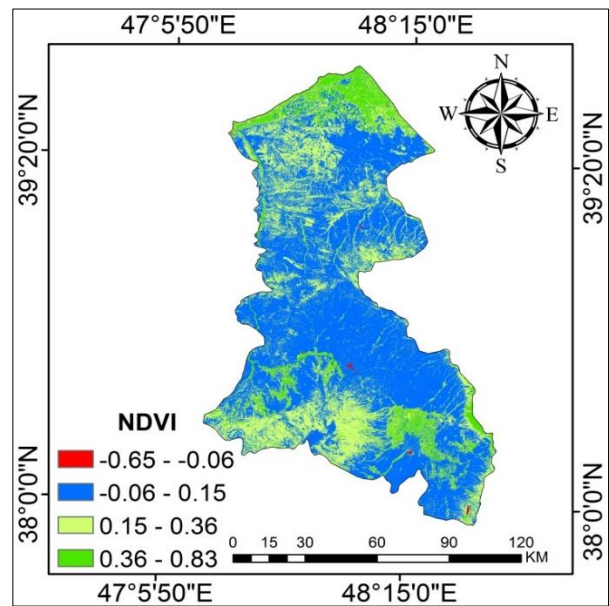 47°5'50"E 48°15'0"E
N
W E
S
39°20'0"N 39°20'0"N
38°0'0"N 38°0'0"N
NDVI
-0.65 - -0.06
-0.06 - 0.15
0.15 - 0.36
0.36 - 0.83
0 15 30 60 90 120
KM
47°5'50"E 48°15'0"E